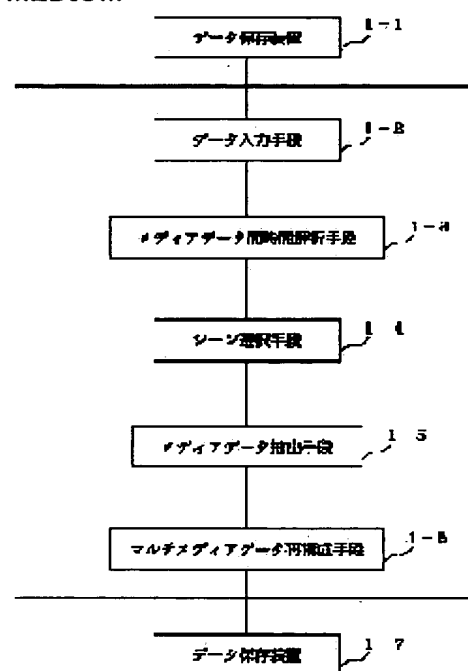 データ保存装置
1-1
データ入力手段
1-2
メディアデータ間時間解析手段
1-3
シーン選択手段
1 4
メディアデータ抽出手段
1 5
マルチメディアデータ再構成手段
1-6
データ保存装置
1 7